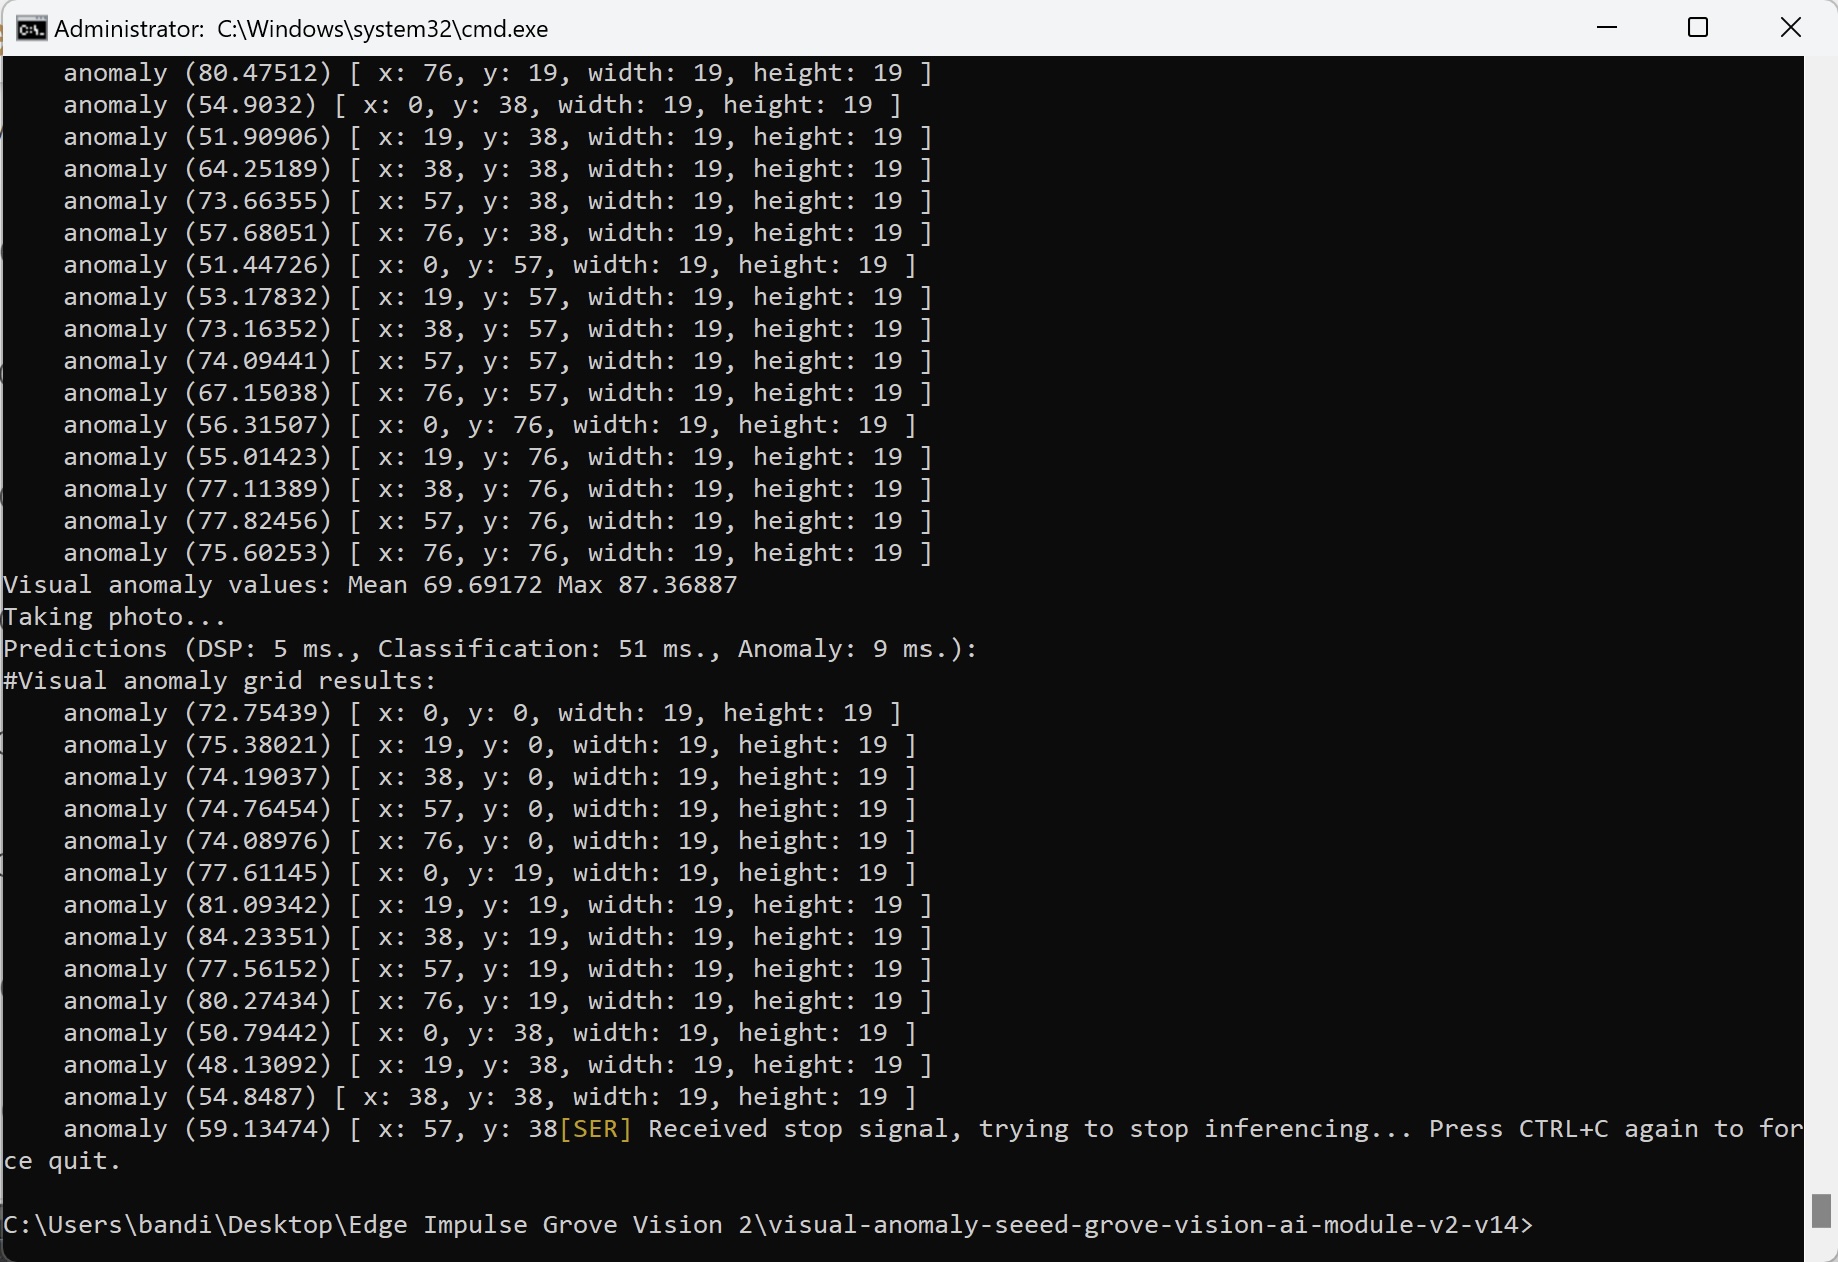 Administrator: C:\Windows\system32\cmd.exe
anomaly (80.47512) [ x: 76, y: 19, width: 19, height: 19 ]
anomaly (54.9032) [ x: 0, y: 38, width: 19, height: 19 ]
anomaly (51.90906) [ x: 19, y: 38, width: 19, height: 19 ]
anomaly (64.25189) [ x: 38, y: 38, width: 19, height: 19 ]
anomaly (73.66355) [ x: 57, y: 38, width: 19, height: 19 ]
anomaly (57.68051) [ x: 76, y: 38, width: 19, height: 19 ]
anomaly (51.44726) [ x: 0, y: 57, width: 19, height: 19 ]
anomaly (53.17832) [ x: 19, y: 57, width: 19, height: 19 ]
anomaly (73.16352) [ x: 38, y: 57, width: 19, height: 19 ]
anomaly (74.09441) [ x: 57, y: 57, width: 19, height: 19 ]
anomaly (67.15038) [ x: 76, y: 57, width: 19, height: 19 ]
anomaly (56.31507) [ x: 0, y: 76, width: 19, height: 19 ]
anomaly (55.01423) [ x: 19, y: 76, width: 19, height: 19 ]
anomaly (77.11389) [ x: 38, y: 76, width: 19, height: 19 ]
anomaly (77.82456) [ x: 57, y: 76, width: 19, height: 19 ]
anomaly (75.60253) [ x: 76, y: 76, width: 19, height: 19 ]
Visual anomaly values: Mean 69.69172 Max 87.36887
Taking photo...
Predictions (DSP: 5 ms., Classification: 51 ms., Anomaly: 9 ms.):
#Visual anomaly grid results:
anomaly (72.75439) [ x: 0, y: 0, width: 19, height: 19 ]
anomaly (75.38021) [ x: 19, y: 0, width: 19, height: 19 ]
anomaly (74.19037) [ x: 38, y: 0, width: 19, height: 19 ]
anomaly (74.76454) [ x: 57, y: 0, width: 19, height: 19 ]
anomaly (74.08976) [ x: 76, y: 0, width: 19, height: 19 ]
anomaly (77.61145) [ x: 0, y: 19, width: 19, height: 19 ]
anomaly (81.09342) [ x: 19, y: 19, width: 19, height: 19 ]
anomaly (84.23351) [ x: 38, y: 19, width: 19, height: 19 ]
anomaly (77.56152) [ x: 57, y: 19, width: 19, height: 19 ]
anomaly (80.27434) [ x: 76, y: 19, width: 19, height: 19 ]
anomaly (50.79442) [ x: 0, y: 38, width: 19, height: 19 ]
anomaly (48.13092) [ x: 19, y: 38, width: 19, height: 19 ]
anomaly (54.8487) [ x: 38, y: 38, width: 19, height: 19 ]
anomaly (59.13474) [ x: 57, y: 38[SER] Received stop signal, trying to stop inferencing... Press CTRL+C again to for
ce quit.
C:\Users\bandi\Desktop\Edge Impulse Grove Vision 2\visual-anomaly-seeed-grove-vision-ai-module-v2-v14>